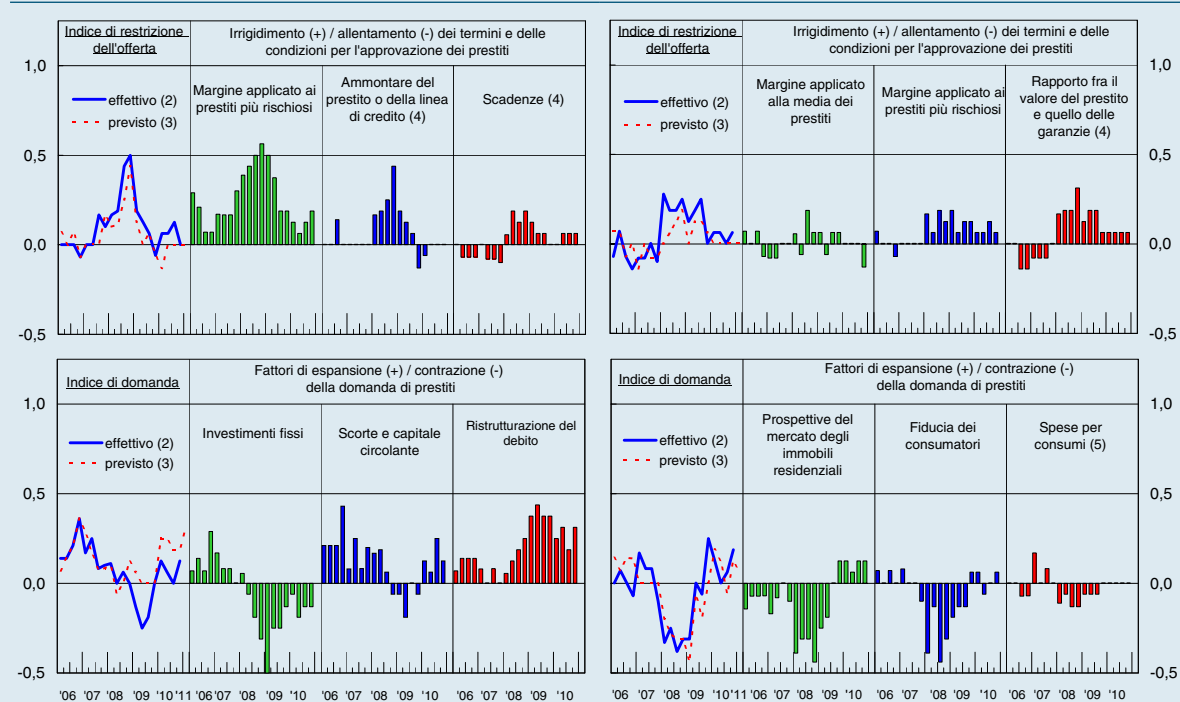 Indice di restrizione
dell'offerta
Irrigidimento (+) / allentamento (-) dei termini e delle
condizioni per l'approvazione dei prestiti
1,0
effettivo (2)
previsto (3)
Margine applicato ai
prestiti più rischiosi
Ammontare del
prestito o della linea
di credito (4)
Scadenze (4)
0,5
0,0
-0,5
Indice di restrizione
dell'offerta
Irrigidimento (+) / allentamento (-) dei termini e delle
condizioni per l'approvazione dei prestiti
1,0
effettivo (2)
previsto (3)
Margine applicato
alla media dei
prestiti
Margine applicato ai
prestiti più rischiosi
Rapporto fra il
valore del prestito
e quello delle
garanzie (4)
0,5
0,0
-0,5
Indice di domanda
Fattori di espansione (+) / contrazione (-)
della domanda di prestiti
1,0
effettivo (2)
previsto (3)
Investimenti fissi
Scorte e capitale
circolante
Ristrutturazione del
debito
0,5
0,0
-0,5
'06 '07 '08 '09 '10 '11 '06 '07 '08 '09 '10 '06 '07 '08 '09 '10 '06 '07 '08 '09 '10
Indice di domanda
Fattori di espansione (+) / contrazione (-)
della domanda di prestiti
1,0
effettivo (2)
previsto (3)
Prospettive del
mercato degli
immobili
residenziali
Fiducia dei
consumatori
Spese per
consumi (5)
0,5
0,0
-0,5
'06 '07 '08 '09 '10 '11 '06 '07 '08 '09 '10 '06 '07 '08 '09 '10 '06 '07 '08 '09 '10